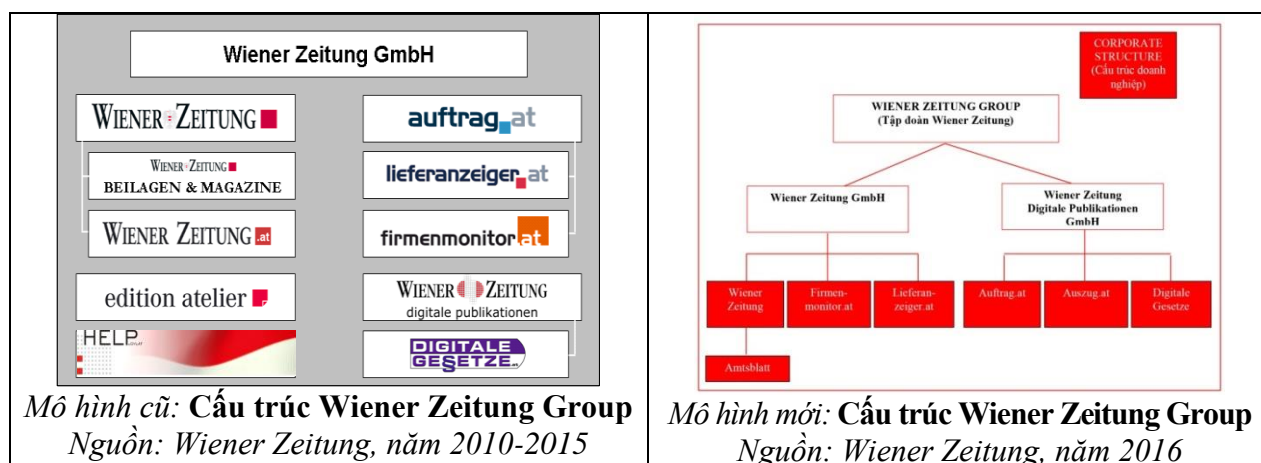 Wiener Zeitung GmbH
WIENER ZEITUNG
auftrag.at
WIENER ZEITUNG
BEILAGEN & MAGAZINE
lieferanzeiger.at
WIENER ZEITUNG .at
firmenmonitor.at
edition atelier
WIENER ZEITUNG
digitale publikationen
HELP
DIGITALE
GESETZE
Mô hình cũ: Cấu trúc Wiener Zeitung Group
Nguồn: Wiener Zeitung, năm 2010-2015
CORPORATE
STRUCTURE
(Cấu trúc doanh
nghiệp)
WIENER ZEITUNG GROUP
(Tập đoàn Wiener Zeitung)
Wiener Zeitung GmbH
Wiener Zeitung
Digitale Publikationen
GmbH
Wiener
Zeitung
Firmen-
monitor.at
Lieferan-
zeiger.at
Auftrag.at
Auszug.at
Digitale
Gesetze
Amtsblatt
Mô hình mới: Cấu trúc Wiener Zeitung Group
Nguồn: Wiener Zeitung, năm 2016